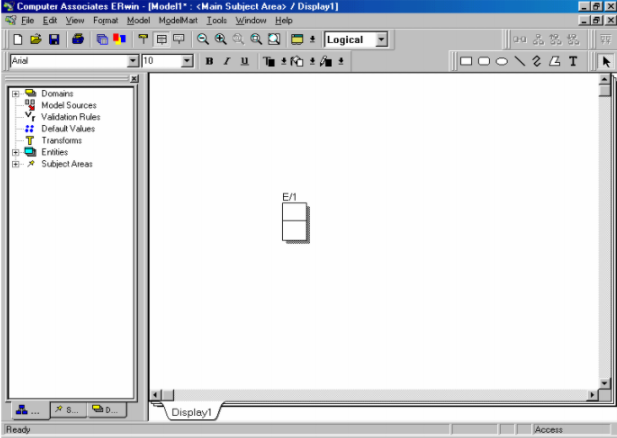 Computer Associates ERwin - [Model1* : <Main Subject Area> / Display1]
File Edit View Format Model ModelMart Tools Window Help
Logical
Arial 10 B I U T
Domains
Model Sources
Validation Rules
Default Values
Transforms
Entities
Subject Areas
E/1
... S... D...
Display1
Ready Access